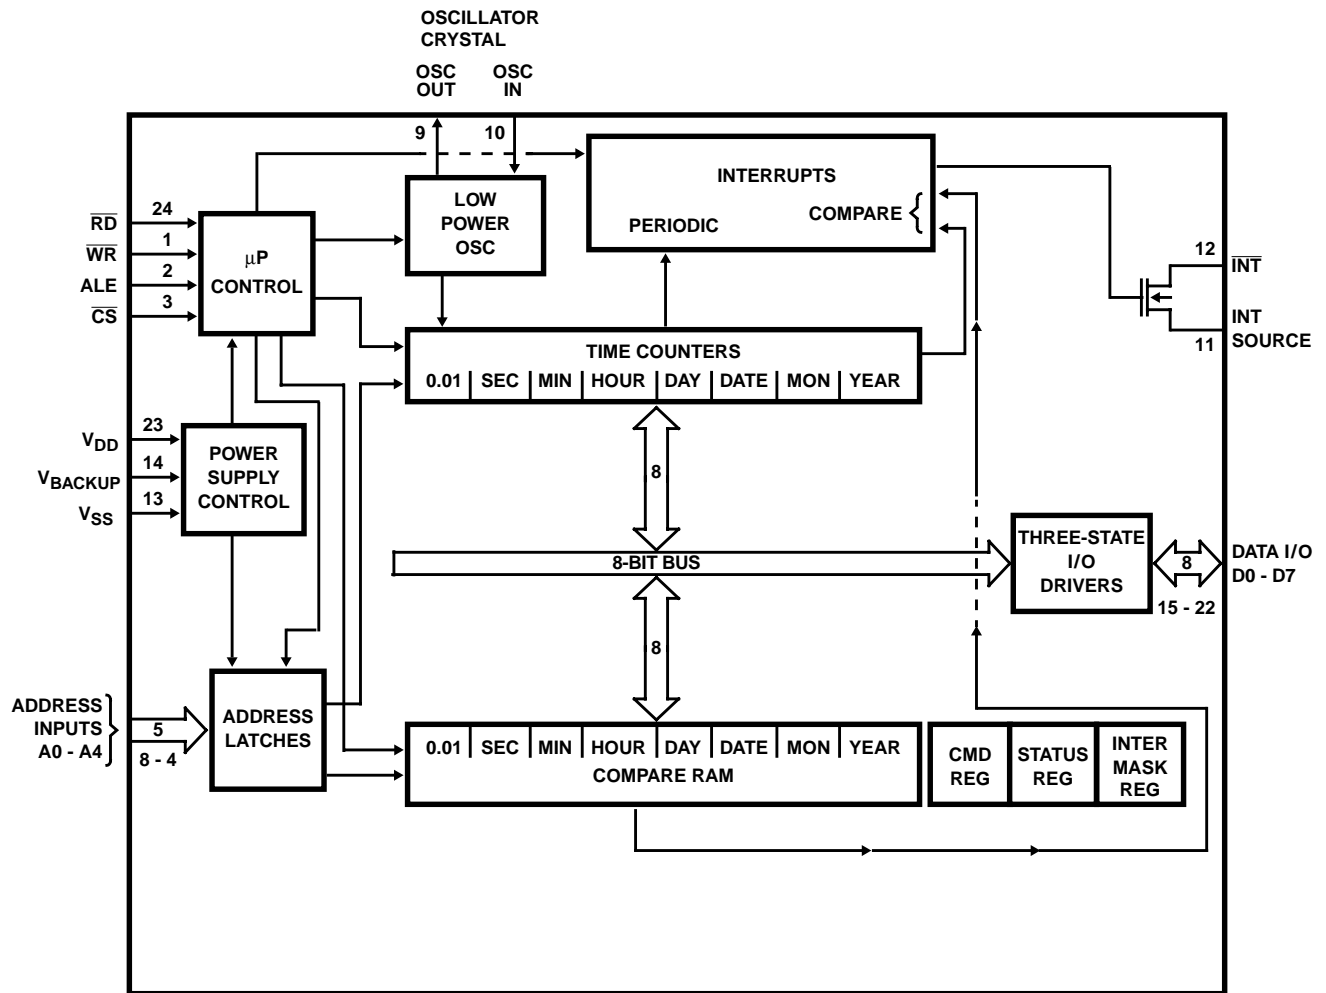 OSCILLATOR
CRYSTAL
OSC
OUT
OSC
IN
9
10
INTERRUPTS
COMPARE
PERIODIC
LOW
POWER
OSC
RD
24
WR
1
ALE
2
CS
3
μP
CONTROL
12
INT
INT
SOURCE
11
TIME COUNTERS
0.01 SEC MIN HOUR DAY DATE MON YEAR
VDD
23
VBACKUP
14
VSS
13
POWER
SUPPLY
CONTROL
8
8-BIT BUS
THREE-STATE
I/O
DRIVERS
8
DATA I/O
D0 - D7
15 - 22
8
ADDRESS
INPUTS
A0 - A4
5
8 - 4
ADDRESS
LATCHES
0.01 SEC MIN HOUR DAY DATE MON YEAR
COMPARE RAM
CMD
REG
STATUS
REG
INTER
MASK
REG